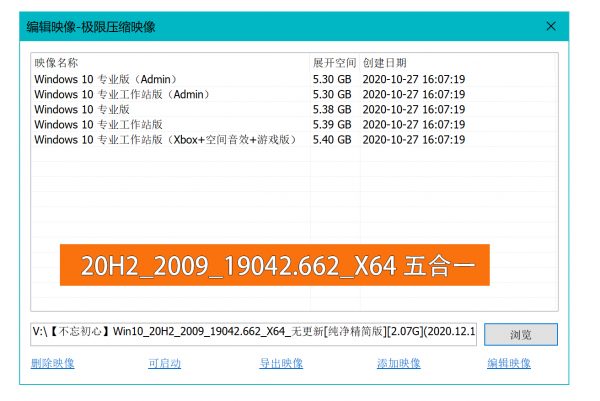 编辑映像-极限压缩映像
映像名称 展开空间 创建日期
Windows 10 专业版（Admin） 5.30 GB 2020-10-27 16:07:19
Windows 10 专业工作站版（Admin） 5.30 GB 2020-10-27 16:07:19
Windows 10 专业版 5.38 GB 2020-10-27 16:07:19
Windows 10 专业工作站版 5.39 GB 2020-10-27 16:07:19
Windows 10 专业工作站版（Xbox+空间音效+游戏版） 5.40 GB 2020-10-27 16:07:19
20H2_2009_19042.662_X64 五合一
V:\【不忘初心】Win10_20H2_2009_19042.662_X64_无更新[纯净精简版][2.07G](2020.12.1 浏览
删除映像 可启动 导出映像 添加映像 编辑映像